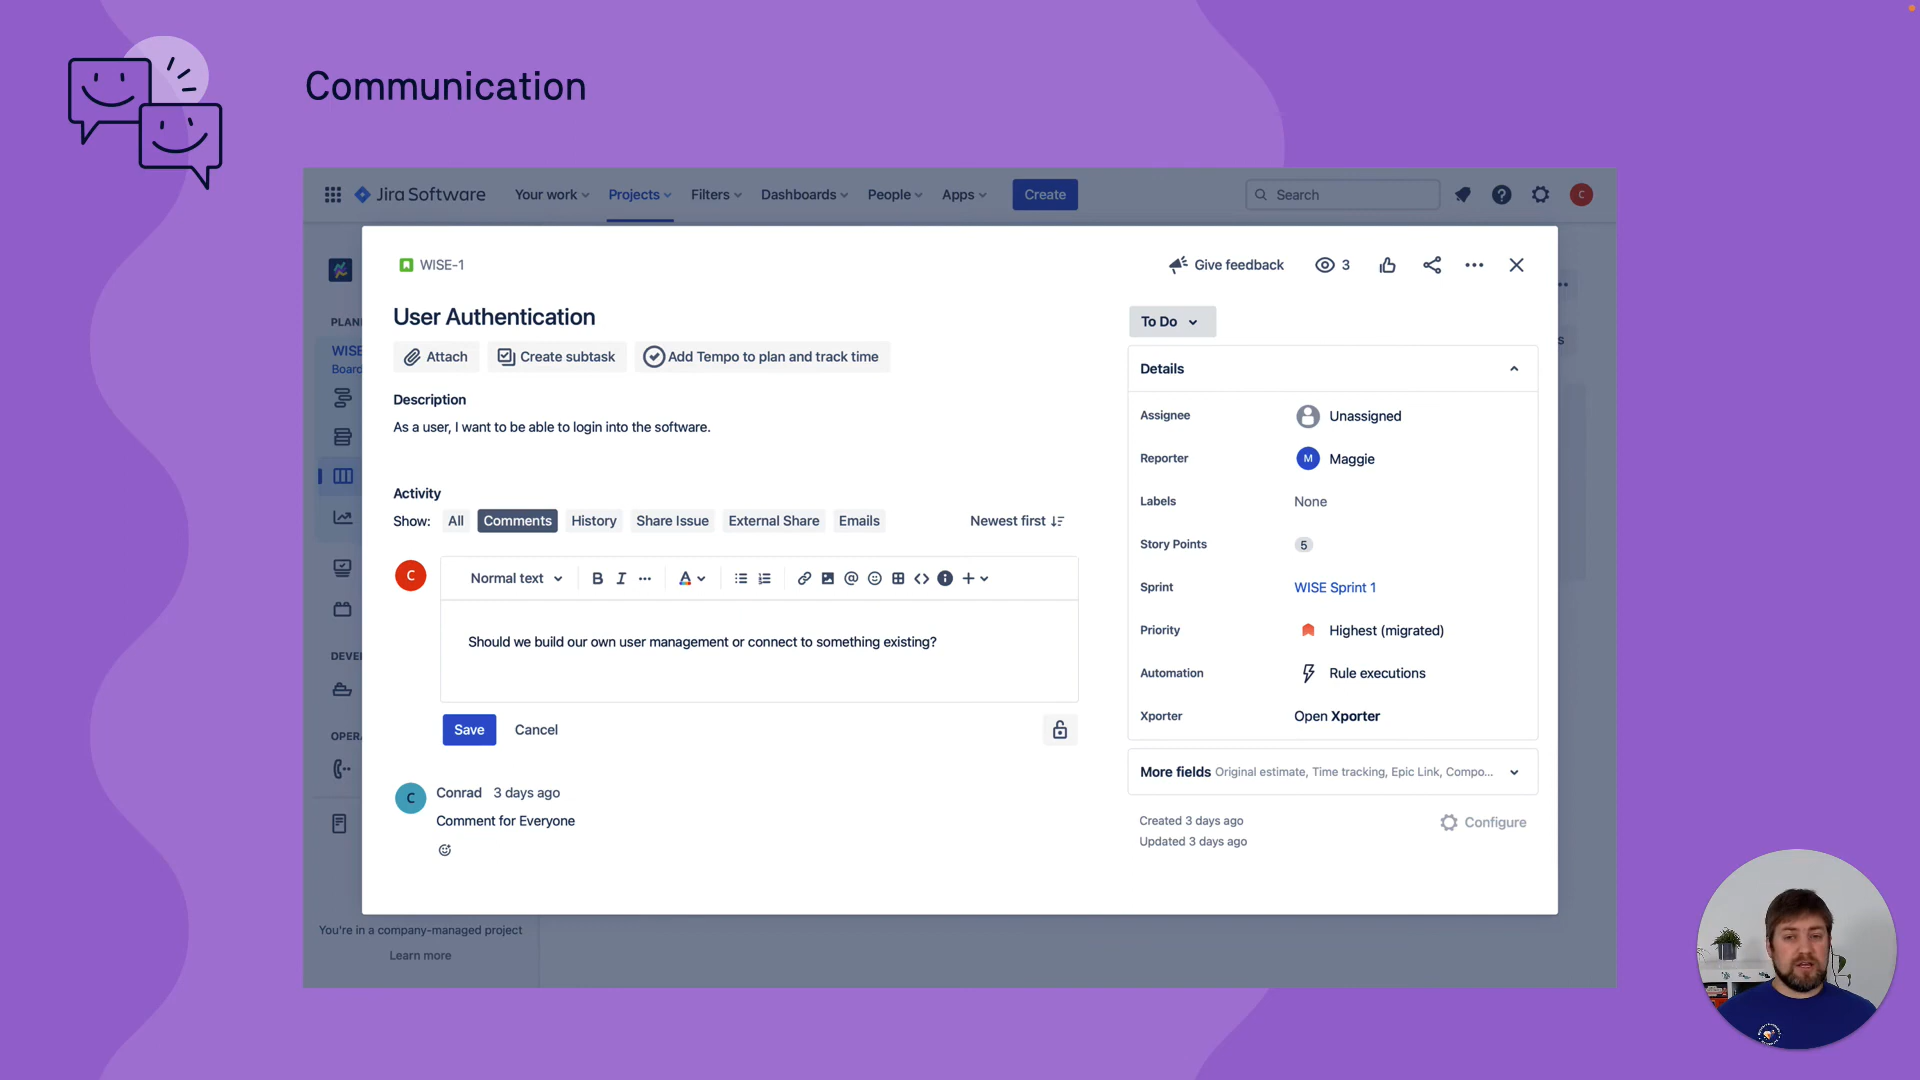 Communication
Jira Software Your work Projects Filters Dashboards People Apps Create Search C
WISE-1 Give feedback 3
User Authentication
To Do
Attach Create subtask Add Tempo to plan and track time
Details
Description
As a user, I want to be able to login into the software.
Assignee Unassigned
Reporter M Maggie
Labels None
Story Points 5
Sprint WISE Sprint 1
Priority Highest (migrated)
Automation Rule executions
Xporter Open Xporter
Activity
Show: All Comments History Share Issue External Share Emails Newest first
C Normal text B I A
Should we build our own user management or connect to something existing?
Save Cancel
More fields Original estimate, Time tracking, Epic Link, Compo...
C Conrad 3 days ago
Comment for Everyone
Created 3 days ago
Updated 3 days ago
Configure
PLAN
WISE
Board
DEVE
OPER
You're in a company-managed project
Learn more